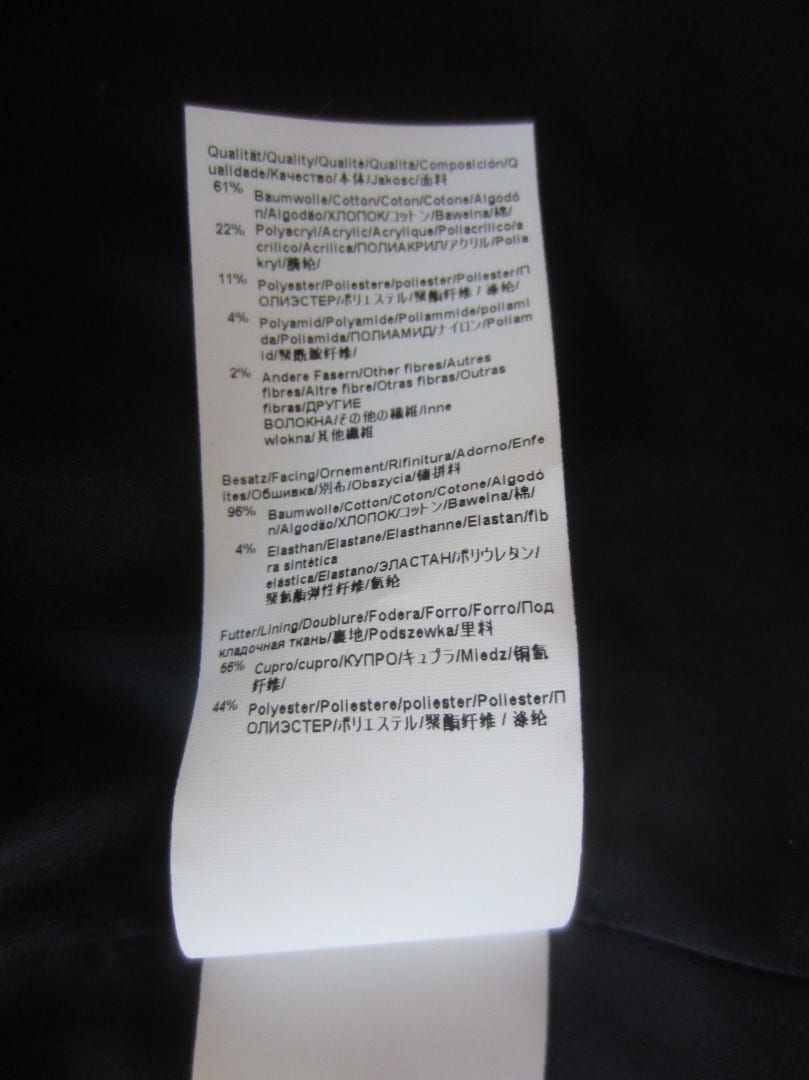 Qualität/Quality/Qualité/Qualità/Composición/Q
ualidade/Качество/本体/Jakosc/面料
61% Baumwolle/Cotton/Coton/Cotone/Algodó
n/Algodão/ХЛОПОК/コットン/Bawelna/棉/
22% Polyacryl/Acrylic/Acrylique/Poliacrilico/a
crilico/Acrilica/ПОЛИАКРИЛ/アクリル/Polia
kryl/腈纶/
11% Polyester/Poliestere/poliester/Poliester/П
ОЛИЭСТЕР/ポリエステル/聚酯纤维 / 涤纶/
4% Polyamid/Polyamide/Poliammide/poliami
da/Poliamida/ПОЛИАМИД/ナイロン/Poliam
id/聚酰胺纤维/
2% Andere Fasern/Other fibres/Autres
fibres/Altre fibre/Otras fibras/Outras
fibras/ДРУГИЕ
ВОЛОКНА/その他の繊維/Inne
wlokna/其他纖維
Besatz/Facing/Ornement/Rifinitura/Adorno/Enfe
ites/Обшивка/別布/Obszycia/镶拼料
96% Baumwolle/Cotton/Coton/Cotone/Algodó
n/Algodão/ХЛОПОК/コットン/Bawelna/棉/
4% Elasthan/Elastane/Elasthanne/Elastan/fib
ra sintética
elástica/Elastano/ЭЛАСТАН/ポリウレタン/
聚氨酯弹性纤维/氨纶
Futter/Lining/Doublure/Fodera/Forro/Forro/Под
кладочная ткань/裏地/Podszewka/里料
66% Cupro/cupro/КУПРО/キュプラ/Miedz/铜氨
纤维/
44% Polyester/Poliestere/poliester/Poliester/П
ОЛИЭСТЕР/ポリエステル/聚酯纤维 / 涤纶